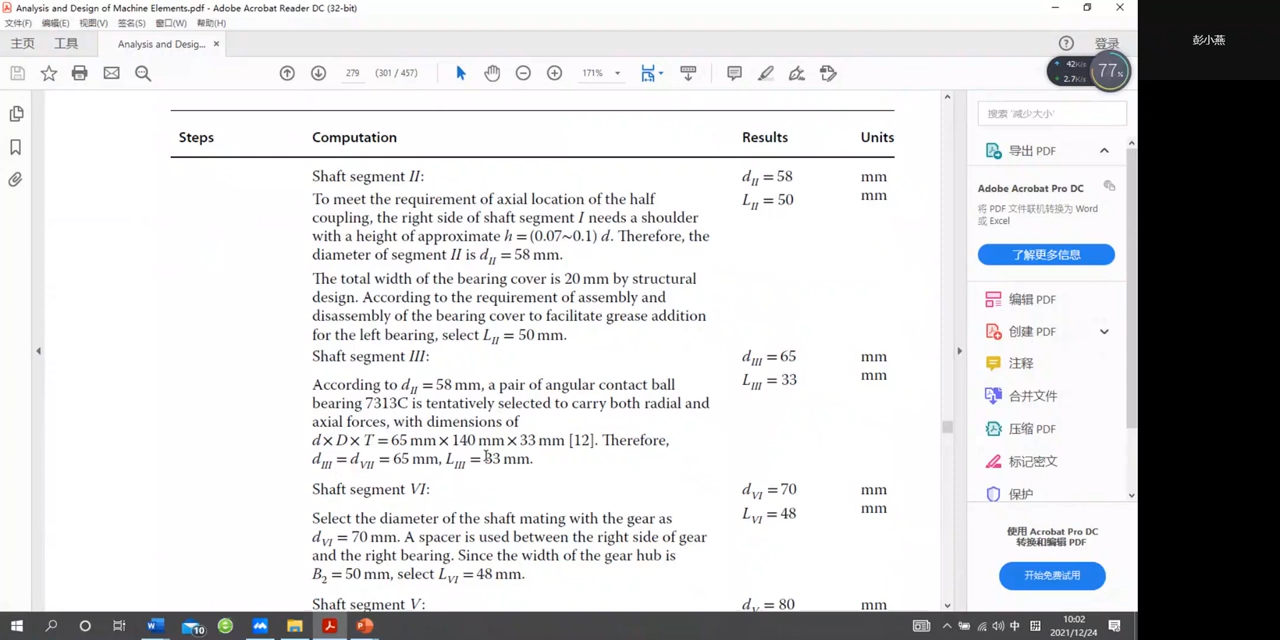 Analysis and Design of Machine Elements.pdf - Adobe Acrobat Reader DC (32-bit)
文件(F) 编辑(E) 视图(V) 签名(S) 窗口(W) 帮助(H)
主页 工具 Analysis and Desig... ×
登录
彭小燕
279 (301 / 457) 171%
42K/s
2.7K/s
77%
Steps Computation Results Units
Shaft segment II: d_II = 58 mm
To meet the requirement of axial location of the half L_II = 50 mm
coupling, the right side of shaft segment I needs a shoulder
with a height of approximate h = (0.07~0.1) d. Therefore, the
diameter of segment II is d_II = 58 mm.
The total width of the bearing cover is 20 mm by structural
design. According to the requirement of assembly and
disassembly of the bearing cover to facilitate grease addition
for the left bearing, select L_II = 50 mm.
Shaft segment III: d_III = 65 mm
L_III = 33 mm
According to d_II = 58 mm, a pair of angular contact ball
bearing 7313C is tentatively selected to carry both radial and
axial forces, with dimensions of
d × D × T = 65 mm × 140 mm × 33 mm [12]. Therefore,
d_III = d_VII = 65 mm, L_III = 33 mm.
Shaft segment VI: d_VI = 70 mm
L_VI = 48 mm
Select the diameter of the shaft mating with the gear as
d_VI = 70 mm. A spacer is used between the right side of gear
and the right bearing. Since the width of the gear hub is
B_2 = 50 mm, select L_VI = 48 mm.
Shaft segment V: d_V = 80 mm
搜索 '减少大小'
导出 PDF
Adobe Acrobat Pro DC
将 PDF 文件联机转换为 Word
或 Excel
了解更多信息
编辑 PDF
创建 PDF
注释
合并文件
压缩 PDF
标记密文
保护
使用 Acrobat Pro DC
转换和编辑 PDF
开始免费试用
10
中
10:02
2021/12/24